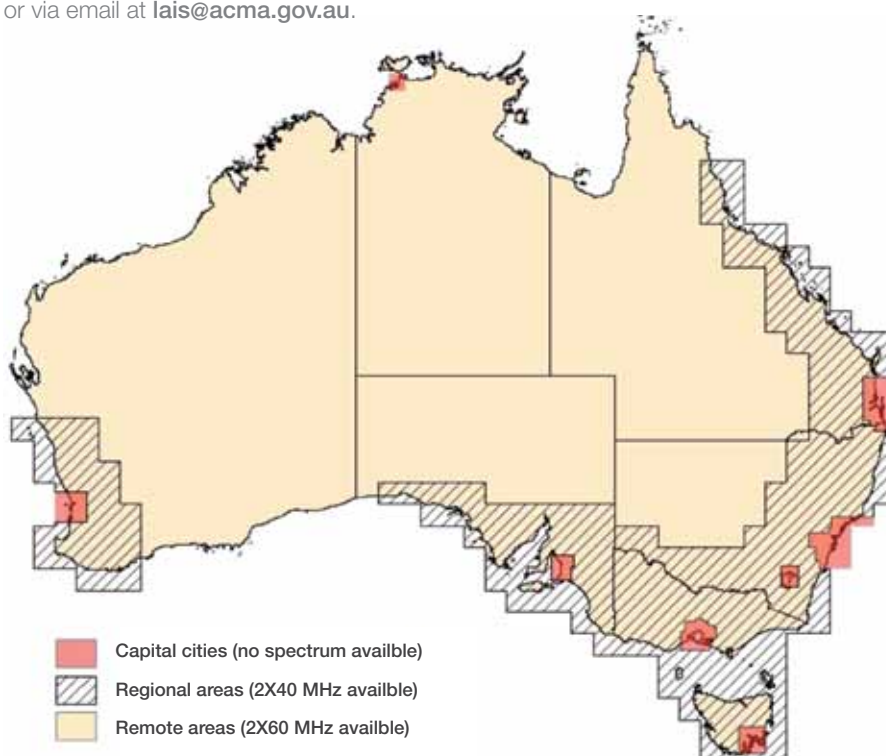 or via email at lais@acma.gov.au.
Capital cities (no spectrum availble)
Regional areas (2X40 MHz availble)
Remote areas (2X60 MHz availble)